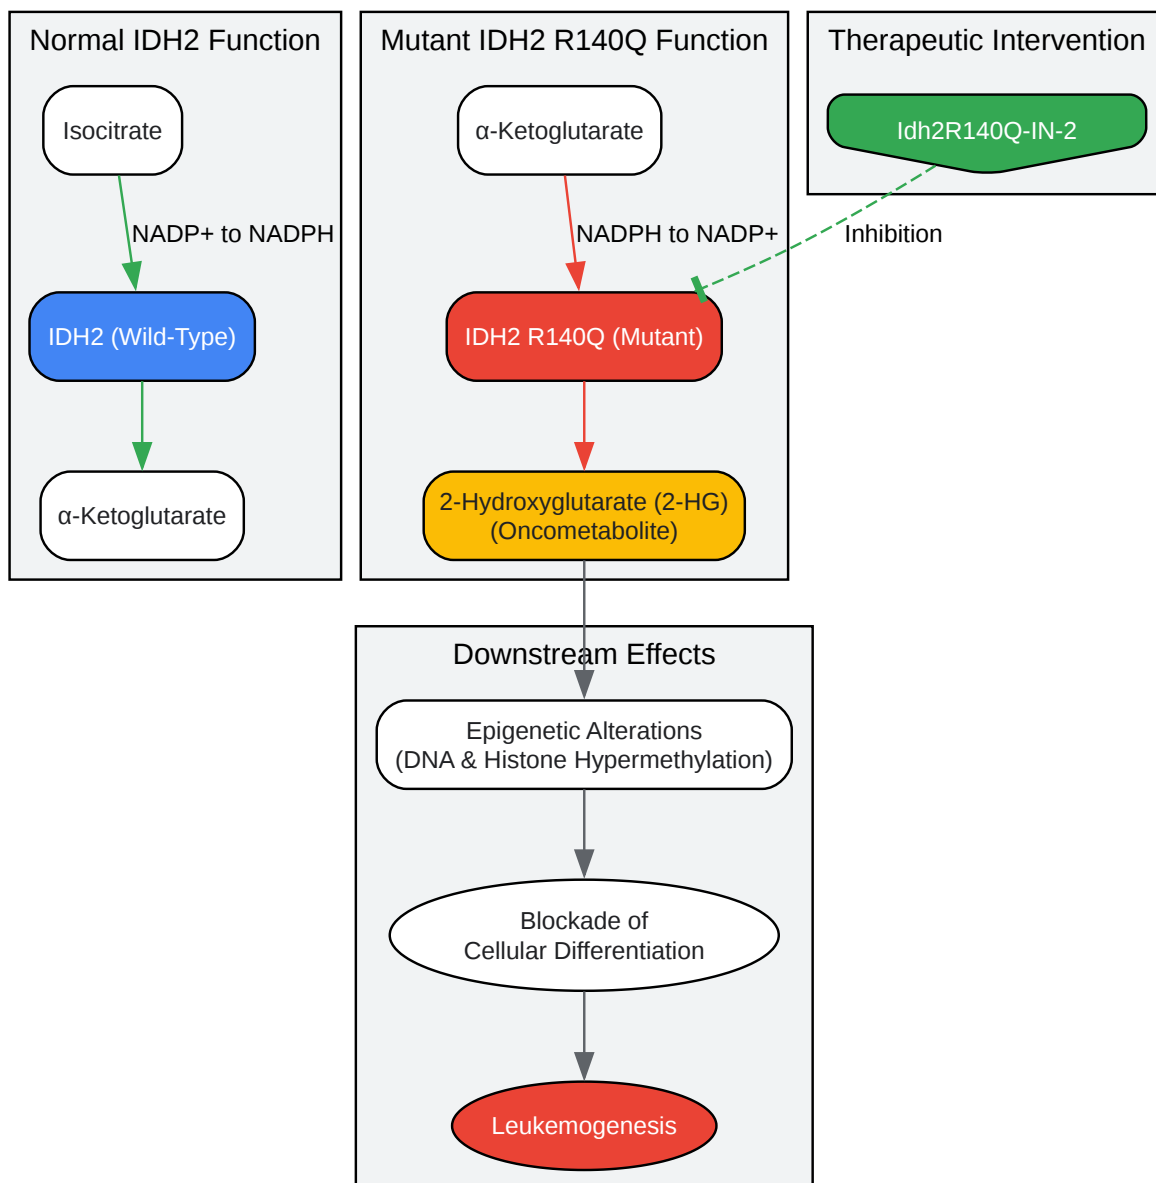 Normal IDH2 Function
Isocitrate
NADP+ to NADPH
IDH2 (Wild-Type)
α-Ketoglutarate
Mutant IDH2 R140Q Function
α-Ketoglutarate
NADPH to NADP+
IDH2 R140Q (Mutant)
2-Hydroxyglutarate (2-HG)
(Oncometabolite)
Therapeutic Intervention
Idh2R140Q-IN-2
Inhibition
Downstream Effects
Epigenetic Alterations
(DNA & Histone Hypermethylation)
Blockade of
Cellular Differentiation
Leukemogenesis